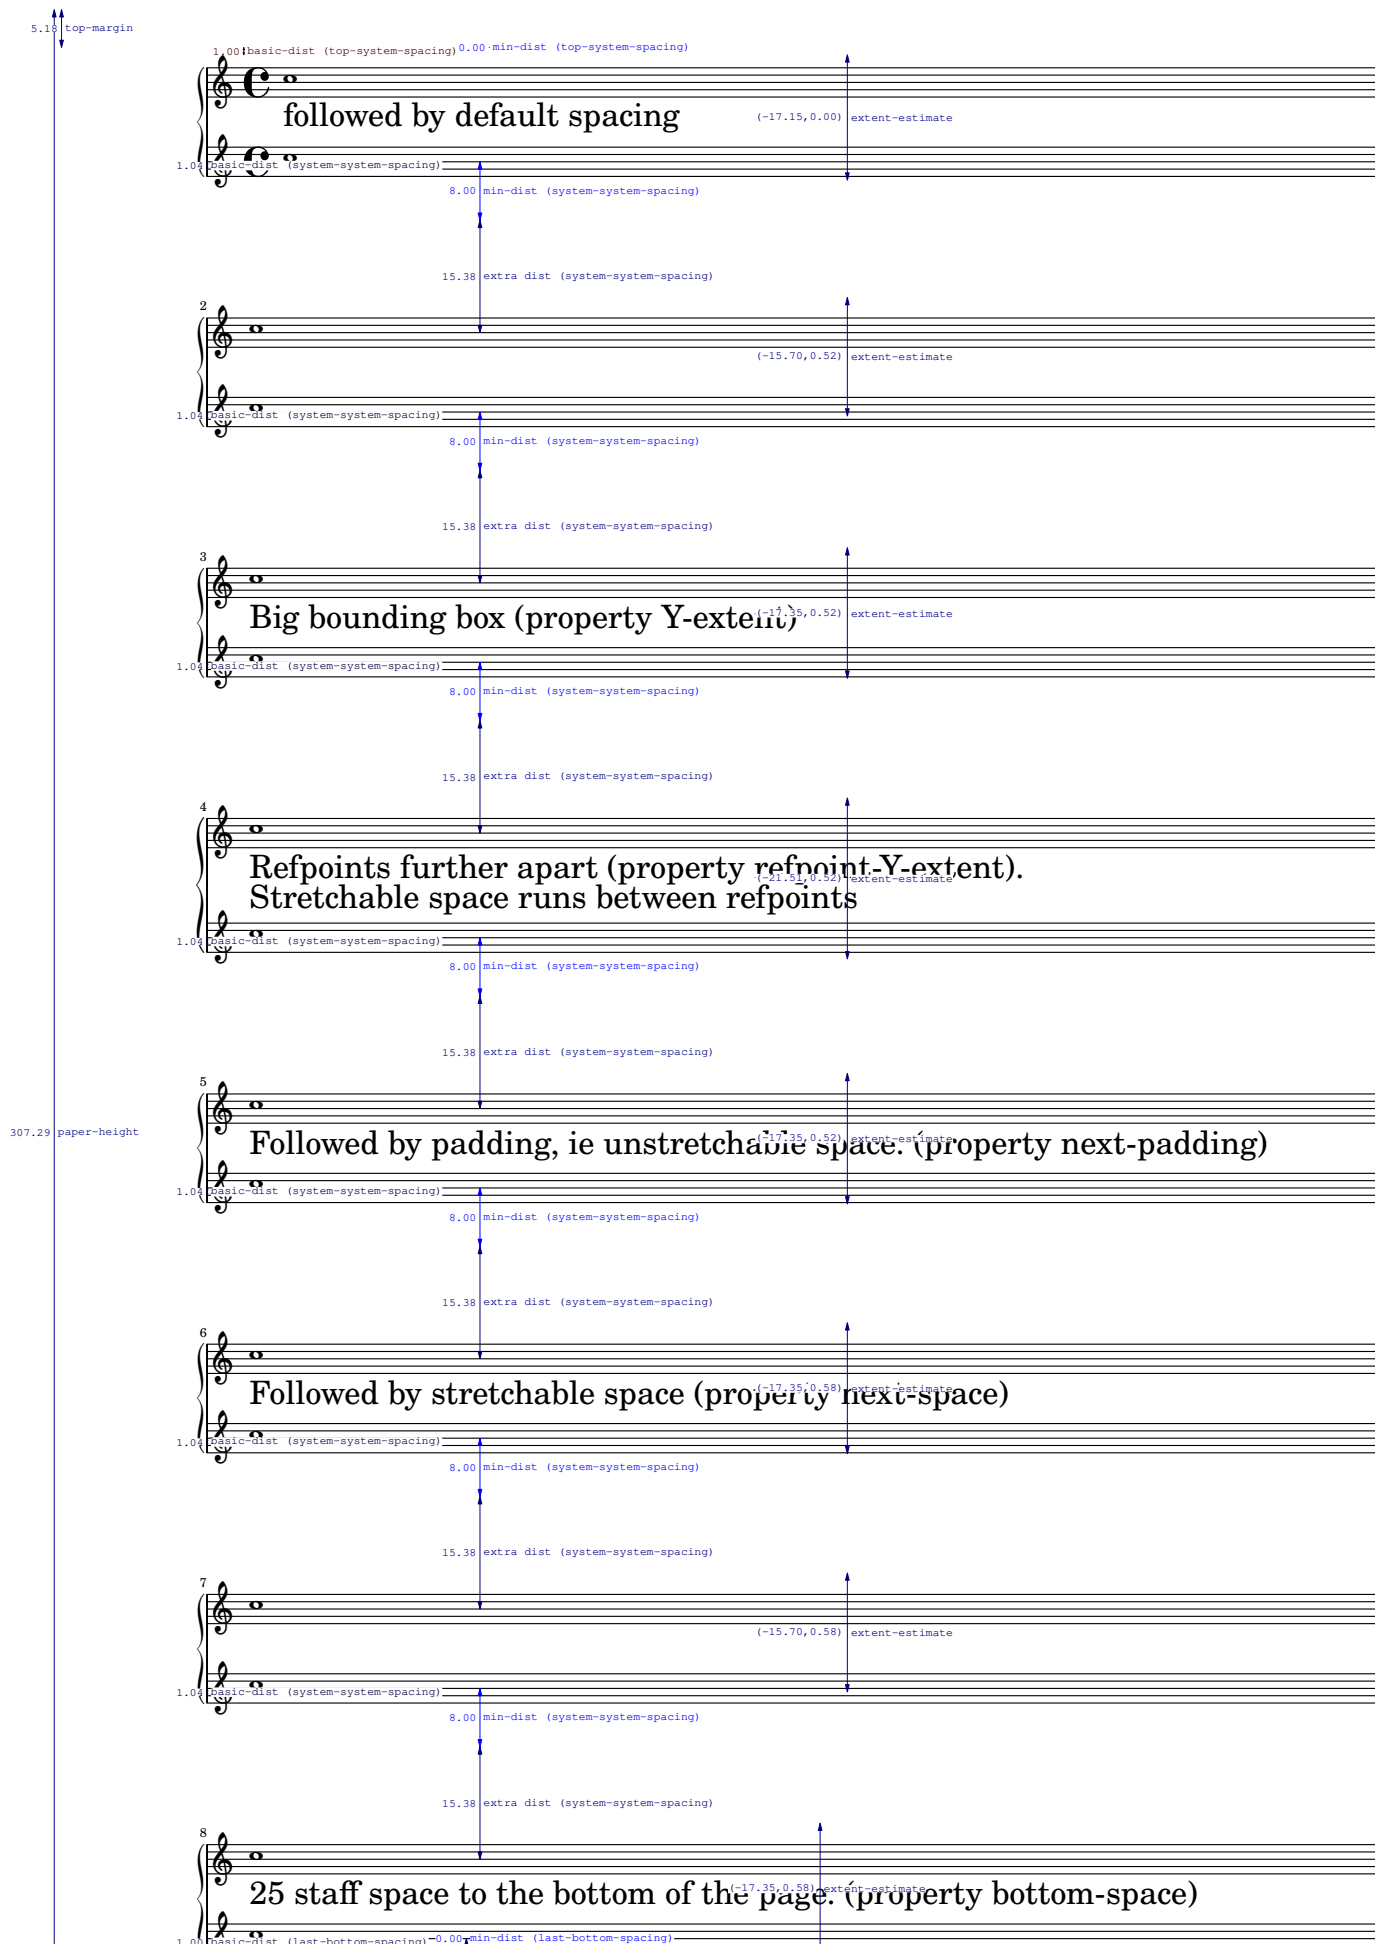 5.18 top-margin
1.00 basic-dist (top-system-spacing) 0.00 min-dist (top-system-spacing)
followed by default spacing
(-17.15,0.00) extent-estimate
1.04 basic-dist (system-system-spacing)
8.00 min-dist (system-system-spacing)
15.38 extra dist (system-system-spacing)
2
(-15.70,0.52) extent-estimate
1.04 basic-dist (system-system-spacing)
8.00 min-dist (system-system-spacing)
15.38 extra dist (system-system-spacing)
3
Big bounding box (property Y-extent)
(-17.35,0.52) extent-estimate
1.04 basic-dist (system-system-spacing)
8.00 min-dist (system-system-spacing)
15.38 extra dist (system-system-spacing)
4
Refpoints further apart (property refpoint-Y-extent).
(-21.51,0.52) extent-estimate
Stretchable space runs between refpoints
1.04 basic-dist (system-system-spacing)
8.00 min-dist (system-system-spacing)
15.38 extra dist (system-system-spacing)
5
307.29 paper-height
Followed by padding, ie unstretchable space. (property next-padding)
(-17.35,0.52) extent-estimate
1.04 basic-dist (system-system-spacing)
8.00 min-dist (system-system-spacing)
15.38 extra dist (system-system-spacing)
6
Followed by stretchable space (property next-space)
(-17.35,0.58) extent-estimate
1.04 basic-dist (system-system-spacing)
8.00 min-dist (system-system-spacing)
15.38 extra dist (system-system-spacing)
7
(-15.70,0.58) extent-estimate
1.04 basic-dist (system-system-spacing)
8.00 min-dist (system-system-spacing)
15.38 extra dist (system-system-spacing)
8
25 staff space to the bottom of the page. (property bottom-space)
(-17.35,0.58) extent-estimate
1.00 basic-dist (last-bottom-spacing) 0.00 min-dist (last-bottom-spacing)